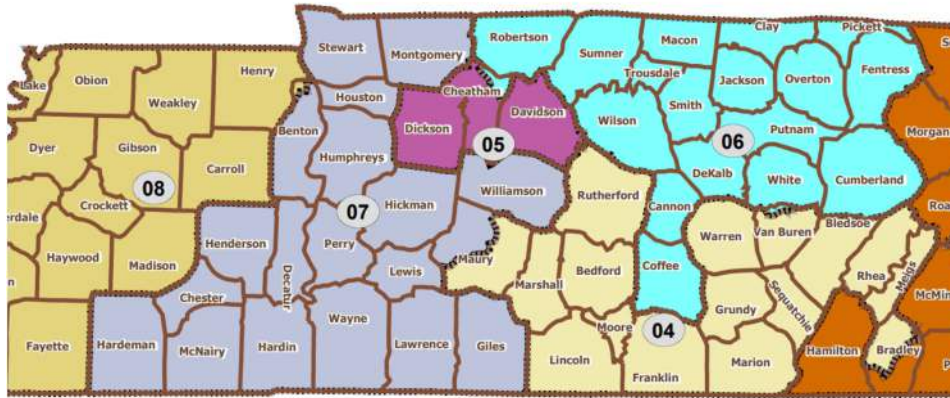 Stewart
Montgomery
Robertson
Sumner
Macon
Clay
Pickett
Lake
Obion
Weakley
Henry
Houston
Cheatham
Trousdale
Jackson
Overton
Fentress
Benton
Dickson
Davidson
Wilson
Smith
Putnam
Morgan
Dyer
Gibson
Carroll
Humphreys
05
06
08
Crockett
Williamson
Rutherford
DeKalb
White
Cumberland
erdale
Roa
07
Hickman
Cannon
Henderson
Perry
Warren
Van Buren
Bledsoe
Haywood
Madison
Decatur
Lewis
Maury
Marshall
Bedford
Coffee
Rhea
Meigs
McMin
Chester
Sequatchie
Grundy
Wayne
Moore
04
Fayette
Hardeman
McNairy
Hardin
Lawrence
Giles
Lincoln
Franklin
Marion
Hamilton
Bradley